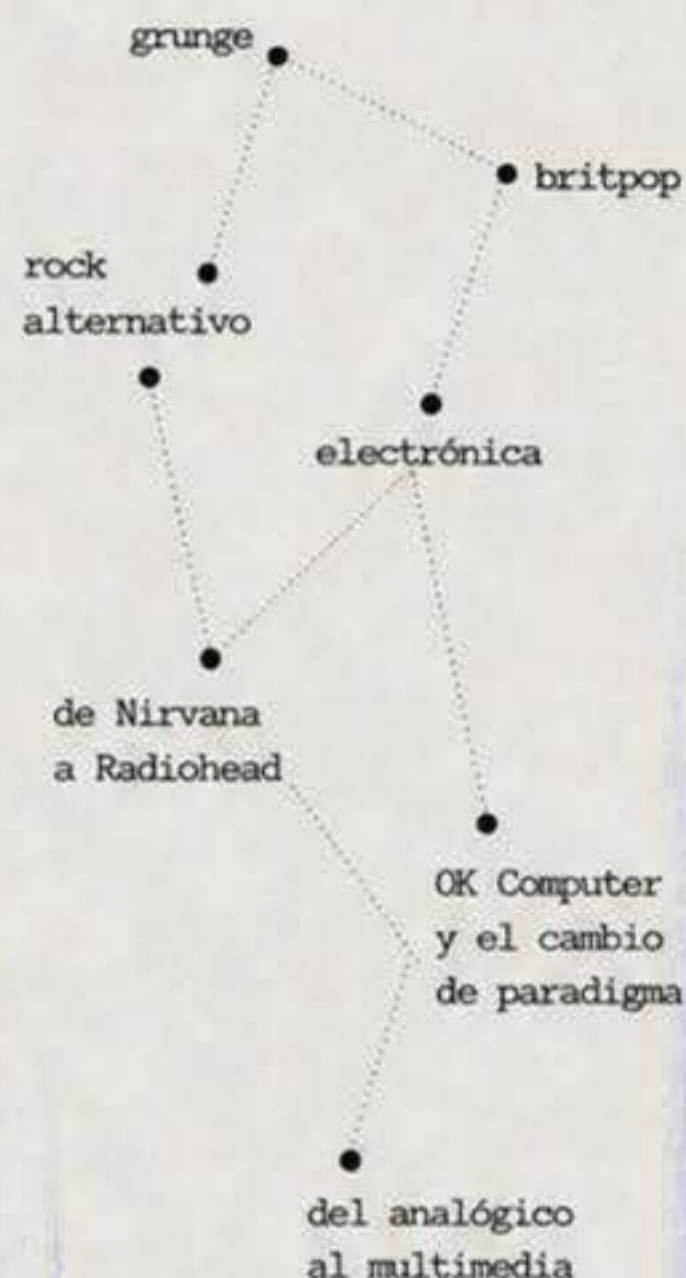 grunge
britpop
rock
alternativo
electrónica
de Nirvana
a Radiohead
OK Computer
y el cambio
de paradigma
del analógico
al multimedia